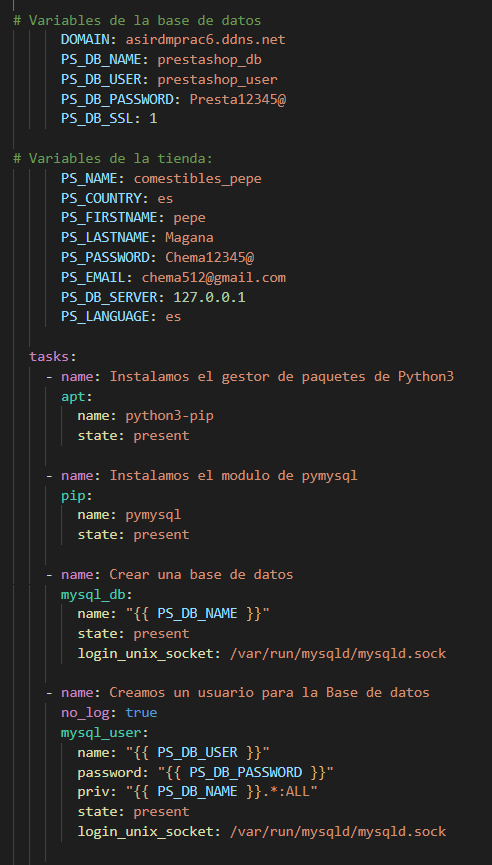 # Variables de la base de datos
DOMAIN: asirdmprac6.ddns.net
PS_DB_NAME: prestashop_db
PS_DB_USER: prestashop_user
PS_DB_PASSWORD: Presta12345@
PS_DB_SSL: 1
# Variables de la tienda:
PS_NAME: comestibles_pepe
PS_COUNTRY: es
PS_FIRSTNAME: pepe
PS_LASTNAME: Magana
PS_PASSWORD: Chema12345@
PS_EMAIL: chema512@gmail.com
PS_DB_SERVER: 127.0.0.1
PS_LANGUAGE: es
tasks:
- name: Instalamos el gestor de paquetes de Python3
apt:
name: python3-pip
state: present
- name: Instalamos el modulo de pymysql
pip:
name: pymysql
state: present
- name: Crear una base de datos
mysql_db:
name: "{{ PS_DB_NAME }}"
state: present
login_unix_socket: /var/run/mysqld/mysqld.sock
- name: Creamos un usuario para la Base de datos
no_log: true
mysql_user:
name: "{{ PS_DB_USER }}"
password: "{{ PS_DB_PASSWORD }}"
priv: "{{ PS_DB_NAME }}.*:ALL"
state: present
login_unix_socket: /var/run/mysqld/mysqld.sock